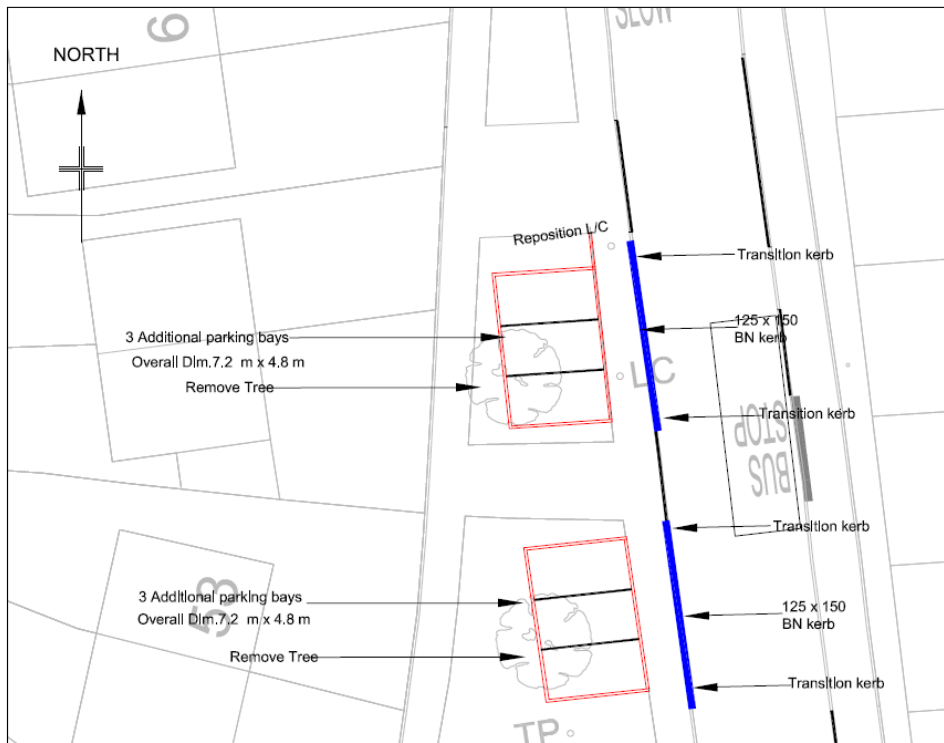 SLOW
6
NORTH
Reposition L/C
Transition kerb
3 Additional parking bays
Overall Dim.7.2 m x 4.8 m
125 x 150
BN kerb
Remove Tree
LC
Transition kerb
BUS
STOP
Transition kerb
3 Additional parking bays
Overall Dim.7.2 m x 4.8 m
53
125 x 150
BN kerb
Remove Tree
Transition kerb
TP